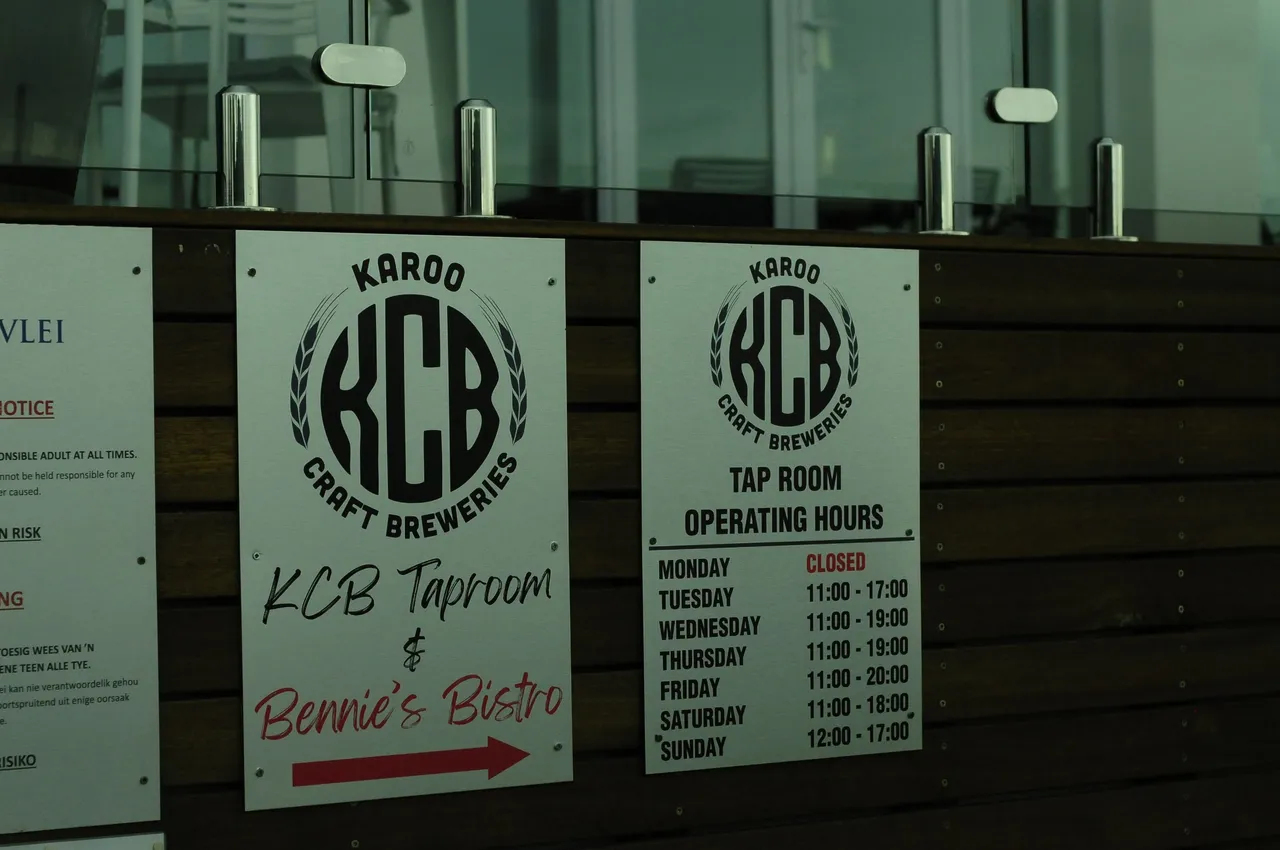 VLEI
NOTICE
ONSIBLE ADULT AT ALL TIMES.
nnot be held responsible for any
er caused.
N RISK
NG
OESIG WEES VAN 'N
ENE TEEN ALLE TYE.
ei kan nie verantwoordelik gehou
oortspruitend uit enige oorsaak
e.
RISIKO
KAROO
KCB
CRAFT BREWERIES
KCB Taproom
&
Bennie's Bistro
KAROO
KCB
CRAFT BREWERIES
TAP ROOM
OPERATING HOURS
MONDAY CLOSED
TUESDAY 11:00 - 17:00
WEDNESDAY 11:00 - 19:00
THURSDAY 11:00 - 19:00
FRIDAY 11:00 - 20:00
SATURDAY 11:00 - 18:00
SUNDAY 12:00 - 17:00